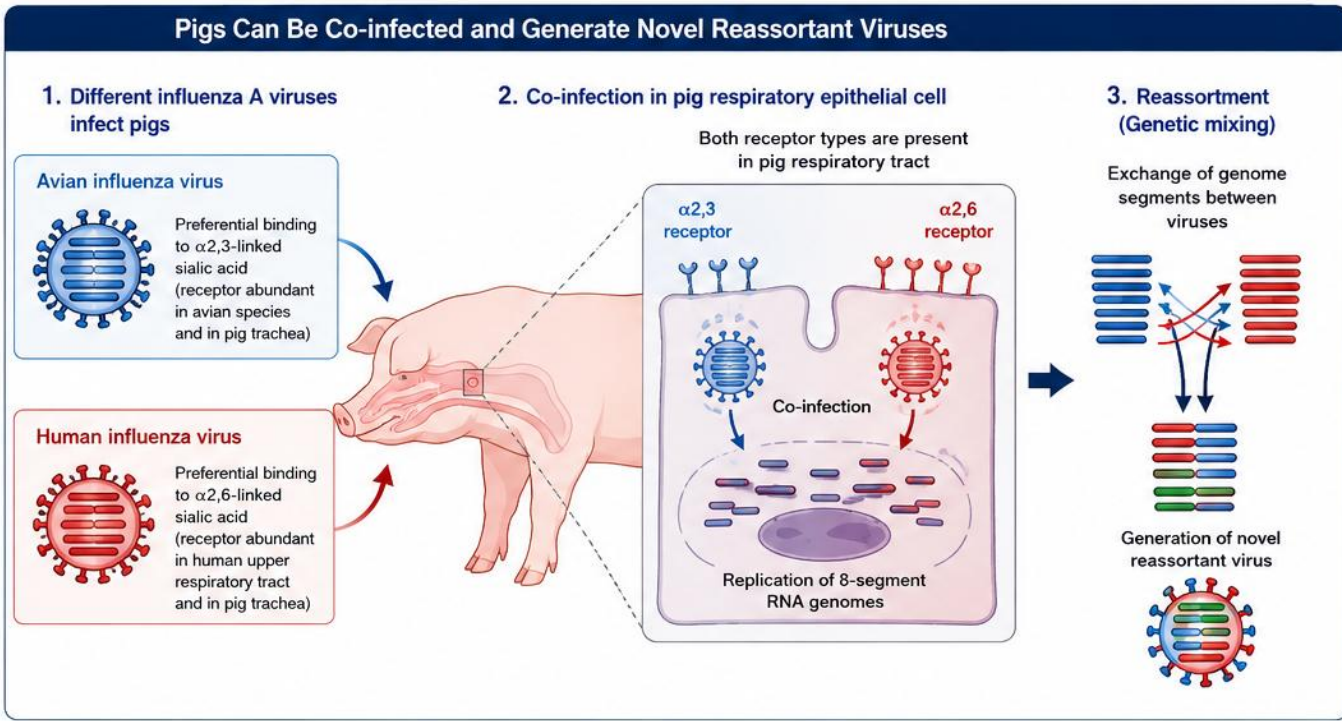 Pigs Can Be Co-infected and Generate Novel Reassortant Viruses
1. Different influenza A viruses
infect pigs
Avian influenza virus
Preferential binding
to α2,3-linked
sialic acid
(receptor abundant
in avian species
and in pig trachea)
Human influenza virus
Preferential binding
to α2,6-linked
sialic acid
(receptor abundant
in human upper
respiratory tract
and in pig trachea)
2. Co-infection in pig respiratory epithelial cell
Both receptor types are present
in pig respiratory tract
α2,3
receptor
α2,6
receptor
Co-infection
Replication of 8-segment
RNA genomes
3. Reassortment
(Genetic mixing)
Exchange of genome
segments between
viruses
Generation of novel
reassortant virus